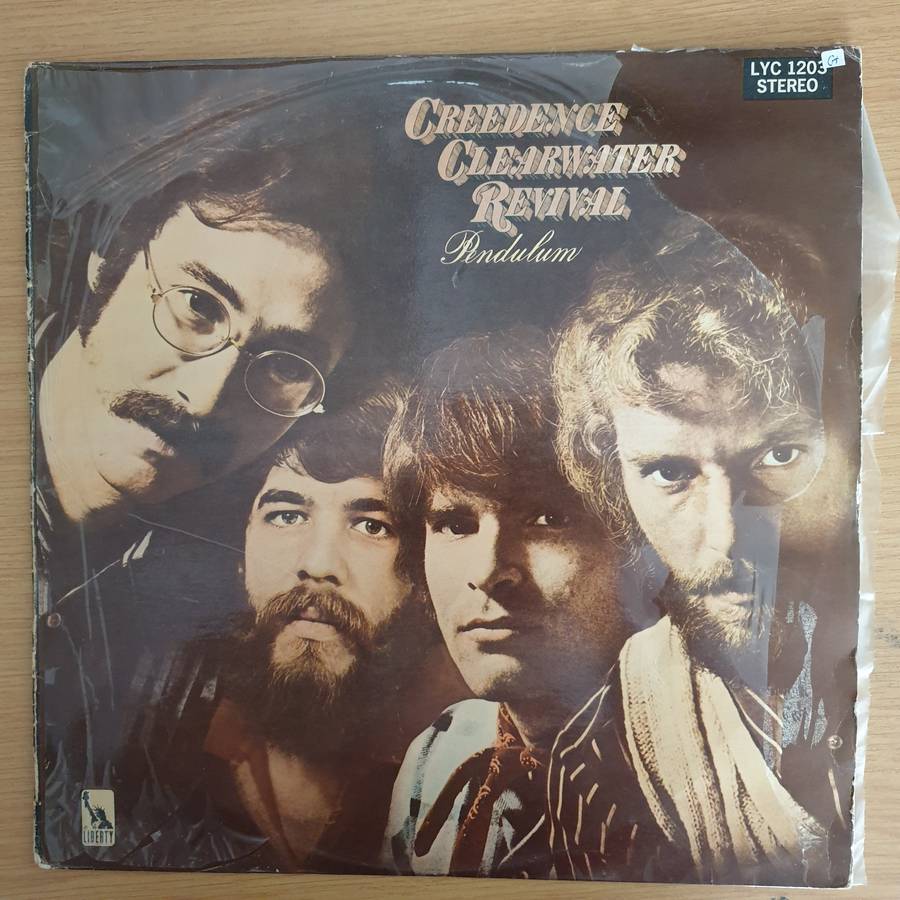 LYC 1203
STEREO
G+
CREEDENCE
CLEARWATER
REVIVAL
Pendulum
LIBERTY